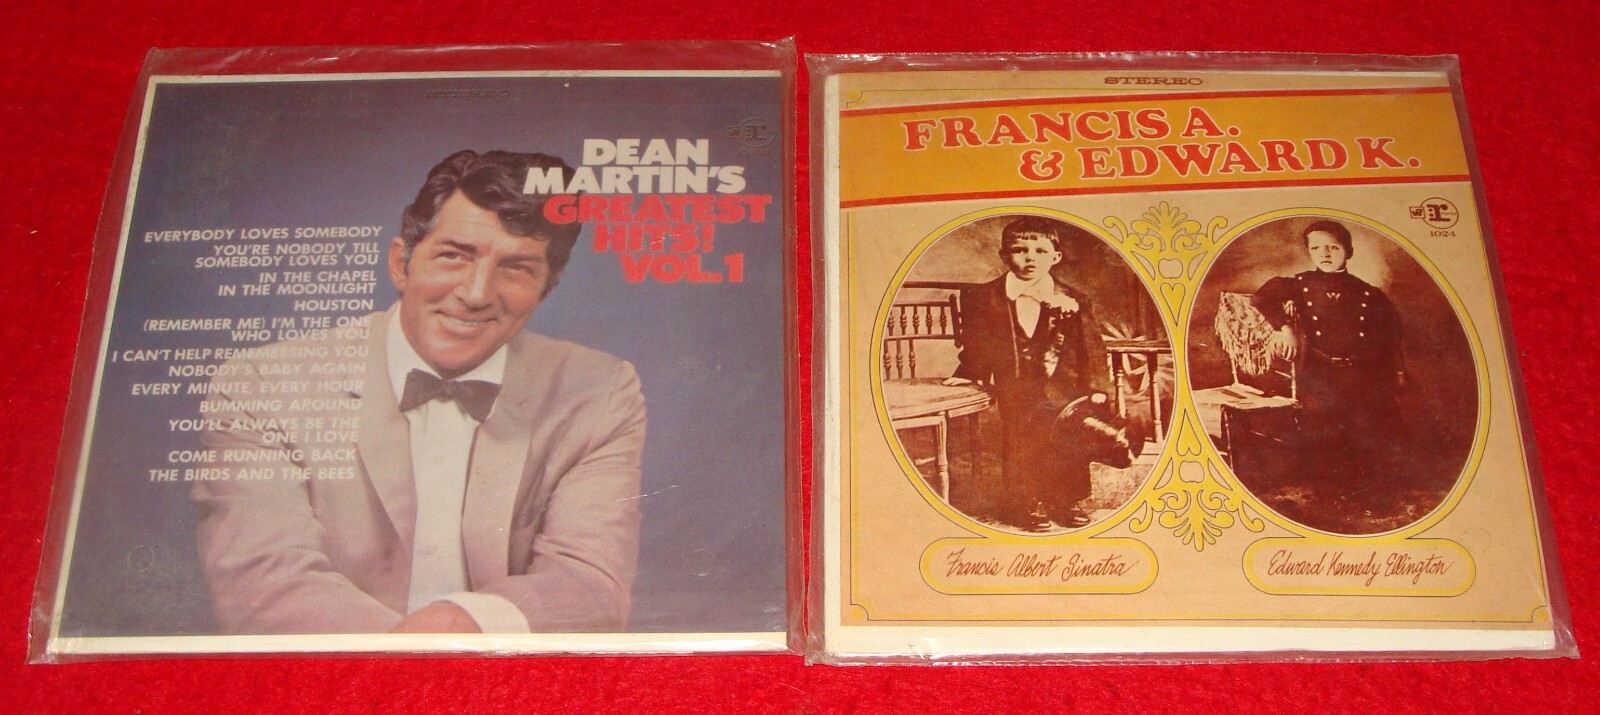 STEREO
DEAN
MARTIN'S
GREATEST
HITS!
VOL.1
EVERYBODY LOVES SOMEBODY
YOU'RE NOBODY TILL
SOMEBODY LOVES YOU
IN THE CHAPEL
IN THE MOONLIGHT
HOUSTON
(REMEMBER ME) I'M THE ONE
WHO LOVES YOU
I CAN'T HELP REMEMBERING YOU
NOBODY'S BABY AGAIN
EVERY MINUTE, EVERY HOUR
BUMMING AROUND
YOU'LL ALWAYS BE THE
ONE I LOVE
COME RUNNING BACK
THE BIRDS AND THE BEES
STEREO
FRANCIS A.
& EDWARD K.
W r
1024
Francis Albert Sinatra
Edward Kennedy Ellington